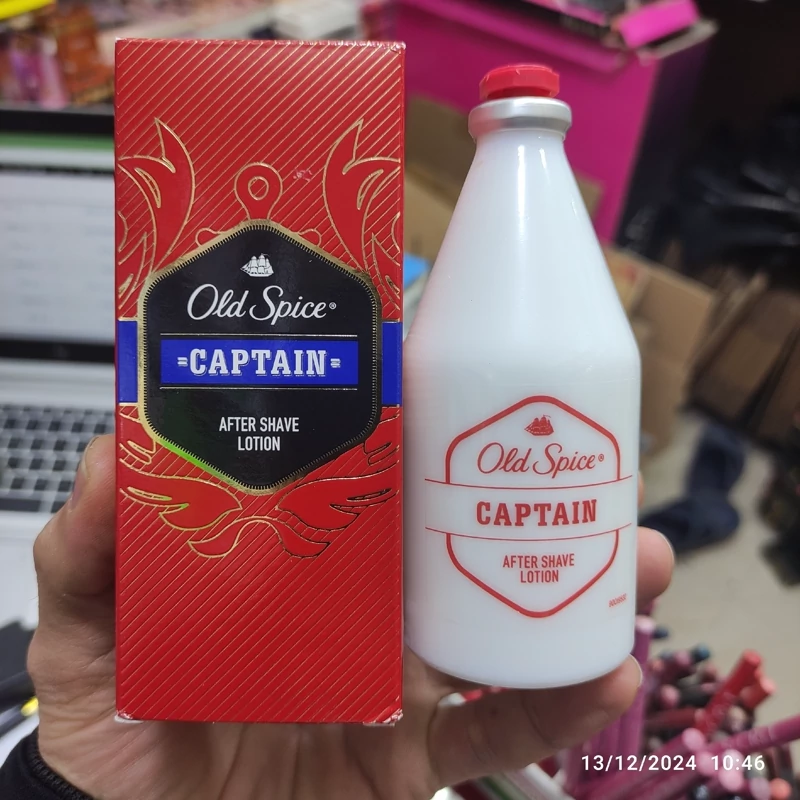 Old Spice®
=CAPTAIN=
AFTER SHAVE
LOTION
Old Spice®
CAPTAIN
AFTER SHAVE
LOTION
13/12/2024 10:46